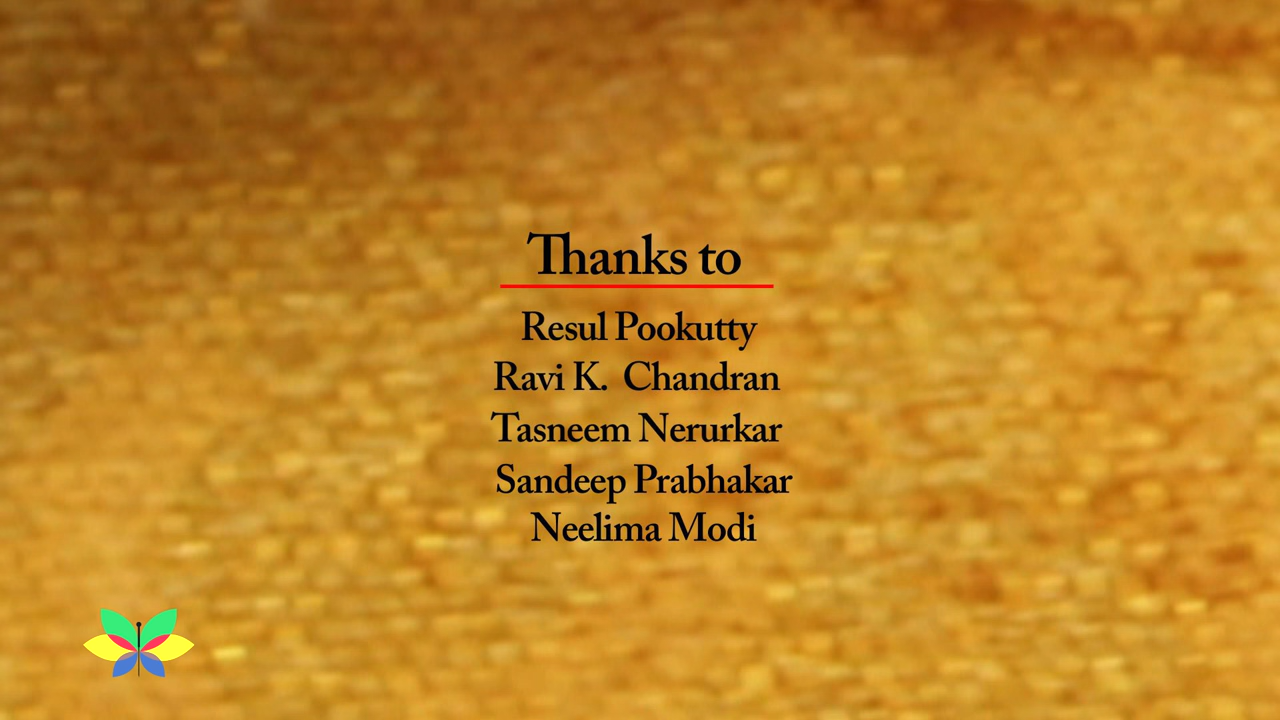 Thanks to
Resul Pookutty
Ravi K. Chandran
Tasneem Nerurkar
Sandeep Prabhakar
Neelima Modi